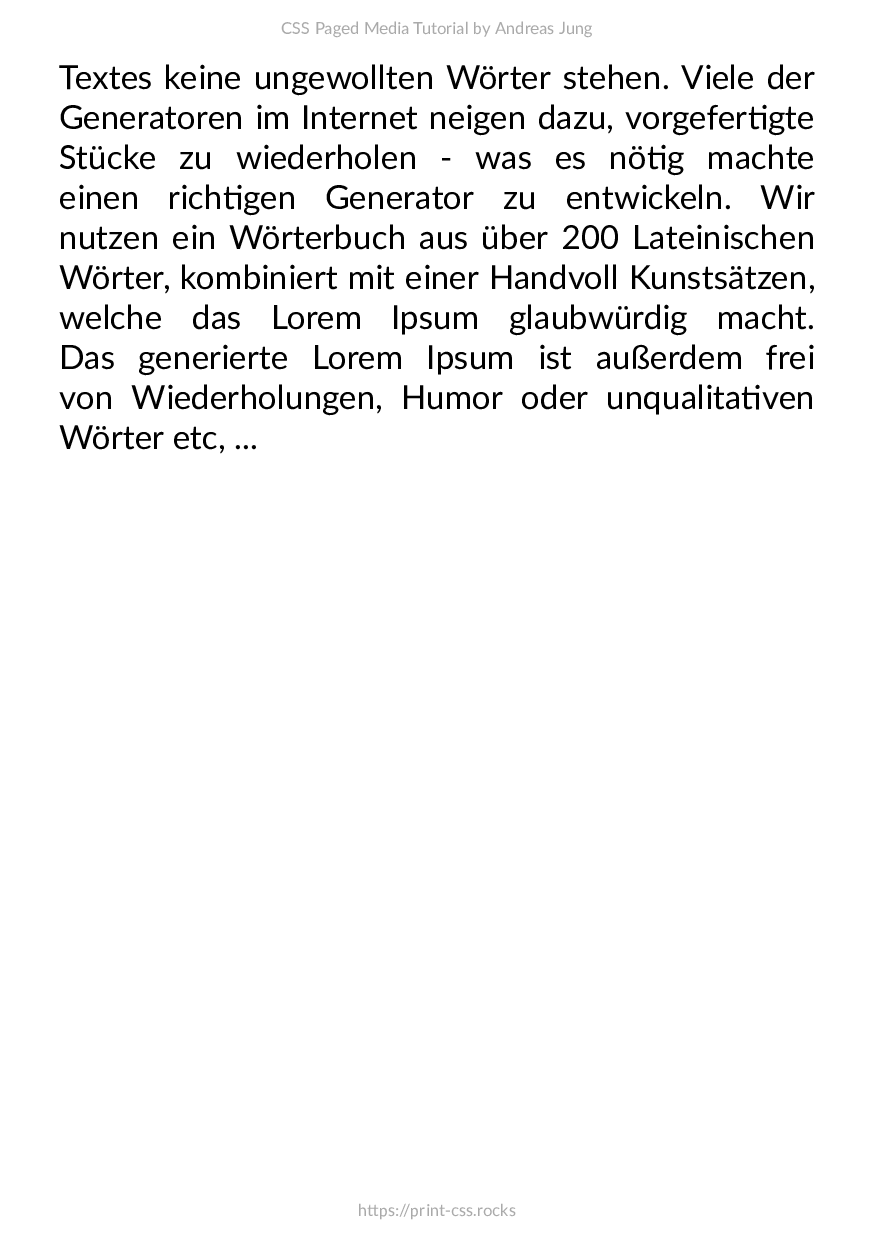 CSS Paged Media Tutorial by Andreas Jung
Textes keine ungewollten Wörter stehen. Viele der
Generatoren im Internet neigen dazu, vorgefertigte
Stücke zu wiederholen - was es nötig machte
einen richtigen Generator zu entwickeln. Wir
nutzen ein Wörterbuch aus über 200 Lateinischen
Wörter, kombiniert mit einer Handvoll Kunstsätzen,
welche das Lorem Ipsum glaubwürdig macht.
Das generierte Lorem Ipsum ist außerdem frei
von Wiederholungen, Humor oder unqualitativen
Wörter etc, ...
https://print-css.rocks